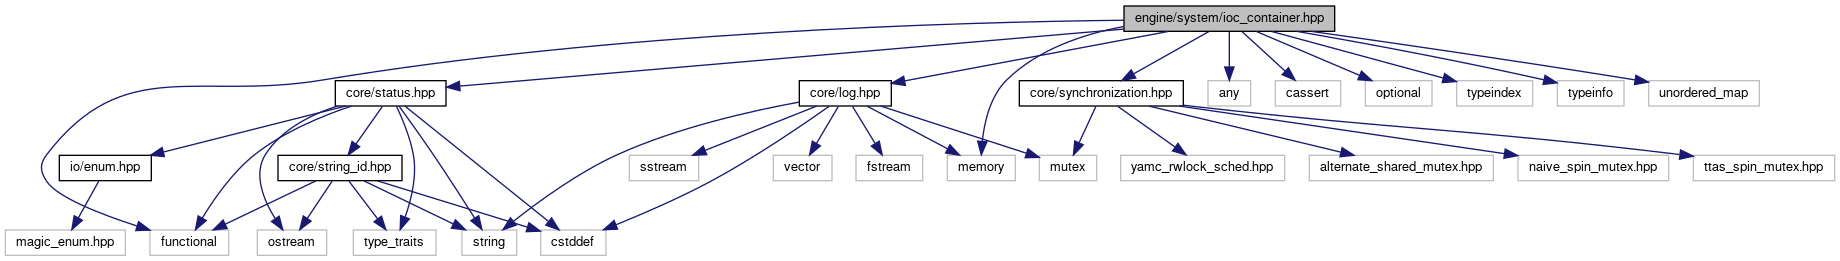 engine/system/ioc_container.hpp
core/status.hpp
core/log.hpp
core/synchronization.hpp
any
cassert
optional
typeindex
typeinfo
unordered_map
io/enum.hpp
core/string_id.hpp
sstream
vector
fstream
memory
mutex
yamc_rwlock_sched.hpp
alternate_shared_mutex.hpp
naive_spin_mutex.hpp
ttas_spin_mutex.hpp
magic_enum.hpp
functional
ostream
type_traits
string
cstddef